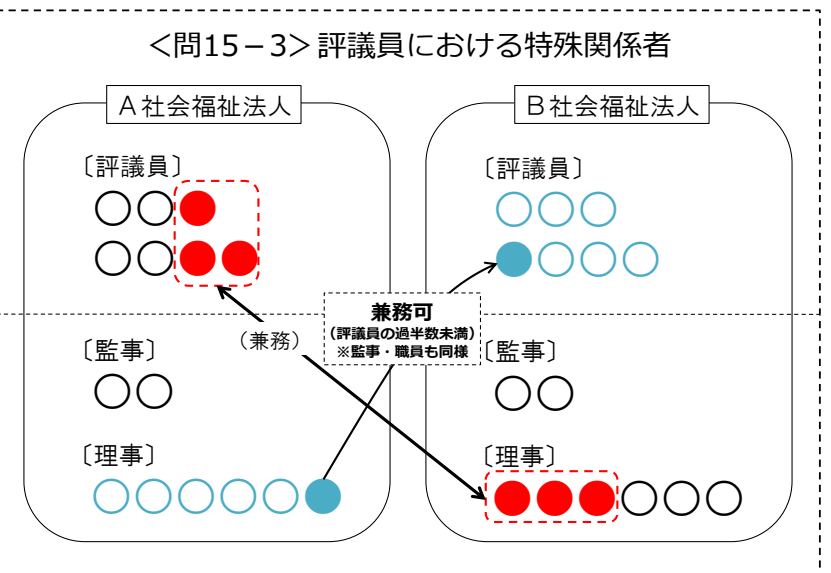 <問15－3>評議員における特殊関係者
A社会福祉法人
B社会福祉法人
〔評議員〕
〔評議員〕
兼務可
(評議員の過半数未満)
※監事・職員も同様
（兼務）
〔監事〕
〔監事〕
〔理事〕
〔理事〕